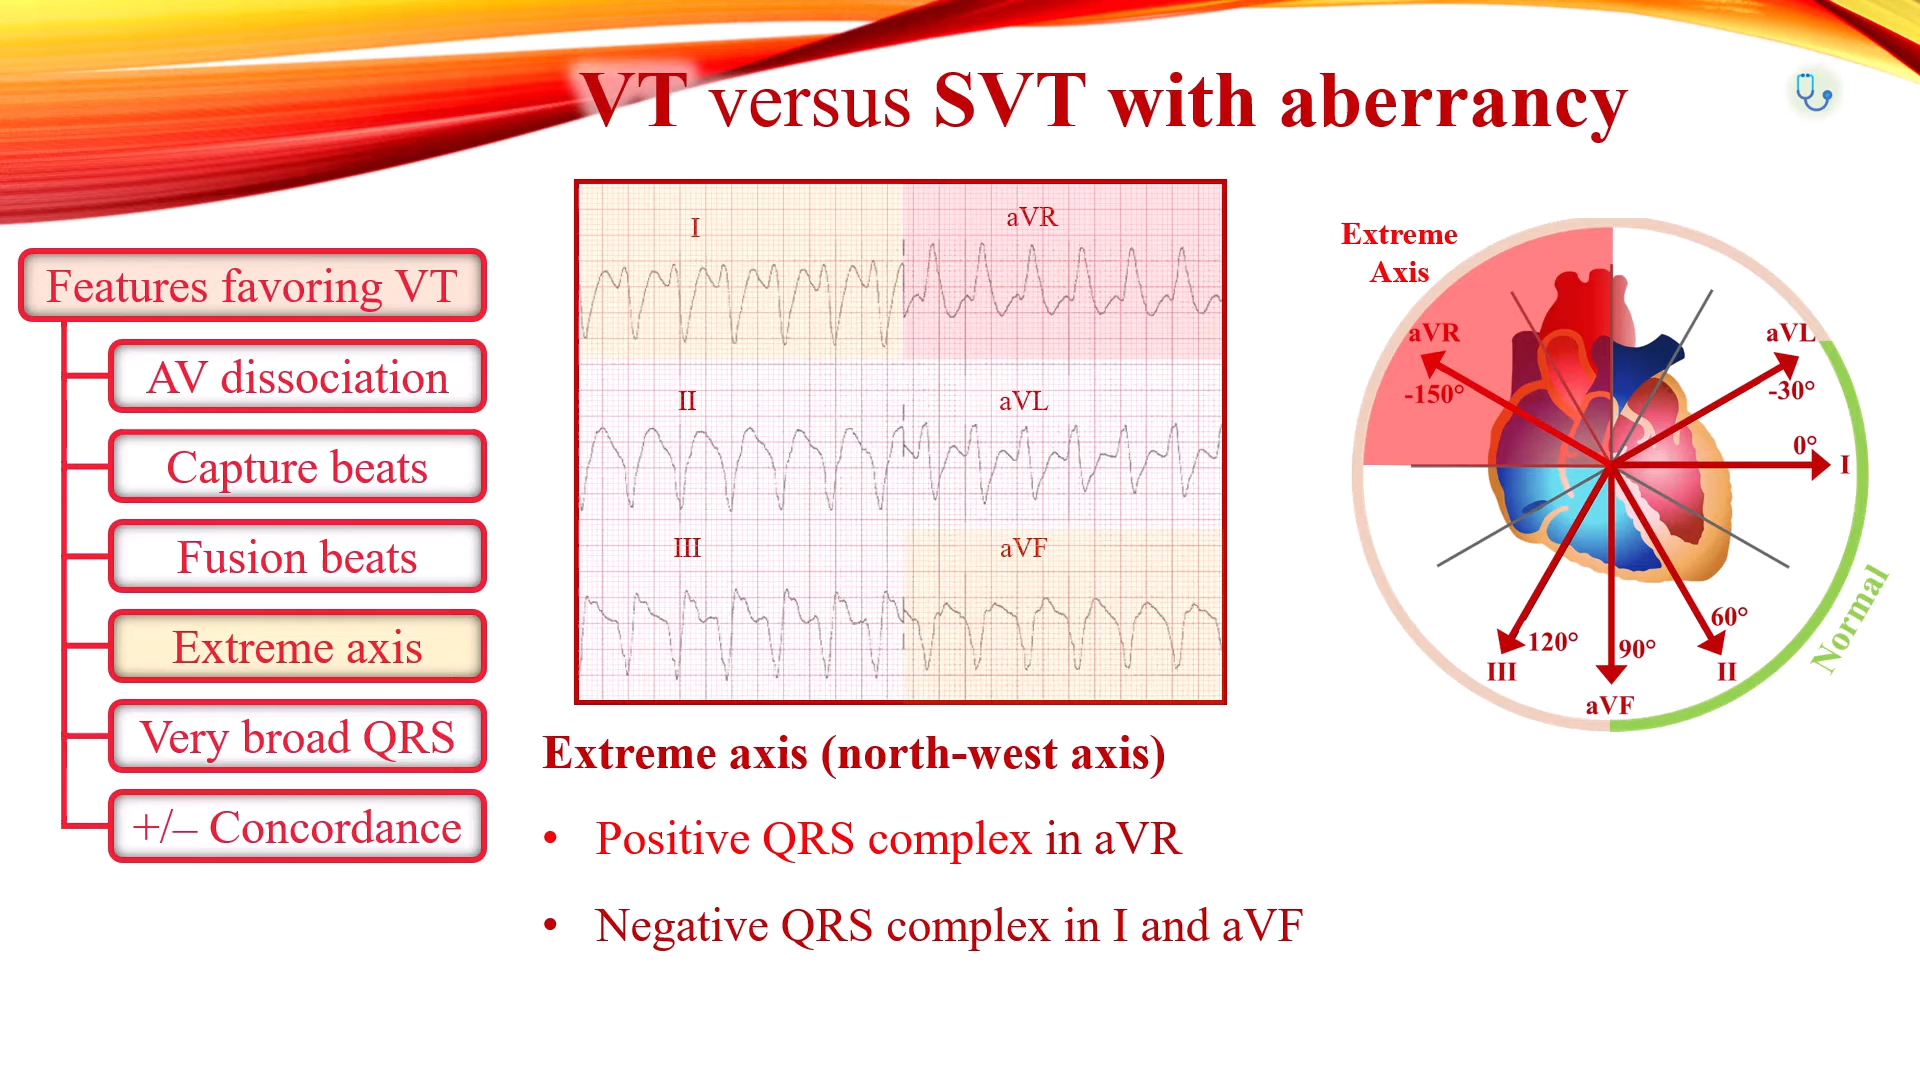 VT versus SVT with aberrancy
Features favoring VT
AV dissociation
Capture beats
Fusion beats
Extreme axis
Very broad QRS
+/– Concordance
I
aVR
II
aVL
III
aVF
Extreme axis (north-west axis)
• Positive QRS complex in aVR
• Negative QRS complex in I and aVF
Extreme
Axis
aVR
-150°
aVL
-30°
0°
I
60°
II
90°
aVF
120°
III
Normal